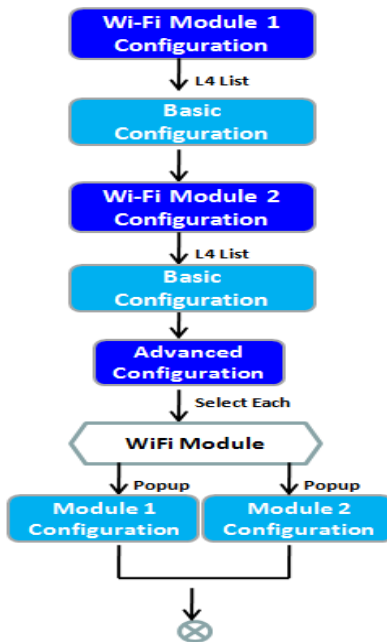 Wi-Fi Module 1
Configuration
L4 List
Basic
Configuration
Wi-Fi Module 2
Configuration
L4 List
Basic
Configuration
Advanced
Configuration
Select Each
WiFi Module
Popup
Popup
Module 1
Configuration
Module 2
Configuration